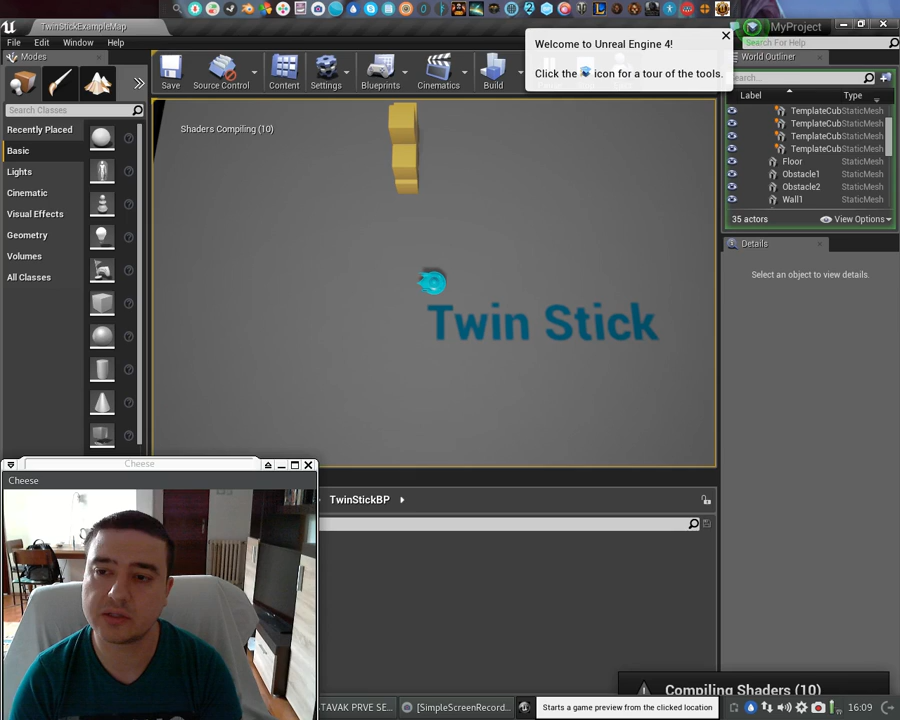 TwinStickExampleMap
MyProject
File Edit Window Help
Search For Help
Modes
Search Classes
Recently Placed
Basic
Lights
Cinematic
Visual Effects
Geometry
Volumes
All Classes
Save
Source Control
Content
Settings
Blueprints
Cinematics
Build
Welcome to Unreal Engine 4!
Click the icon for a tour of the tools.
Shaders Compiling (10)
Twin Stick
World Outliner
Search...
Label Type
TemplateCub StaticMesh
TemplateCub StaticMesh
TemplateCub StaticMesh
TemplateCub StaticMesh
Floor StaticMesh
Obstacle1 StaticMesh
Obstacle2 StaticMesh
Wall1 StaticMesh
35 actors
View Options
Details
Select an object to view details.
Cheese
Cheese
TwinStickBP
Compiling Shaders (10)
TAVAK PRVE SE...
[SimpleScreenRecord...
Starts a game preview from the clicked location
16:09